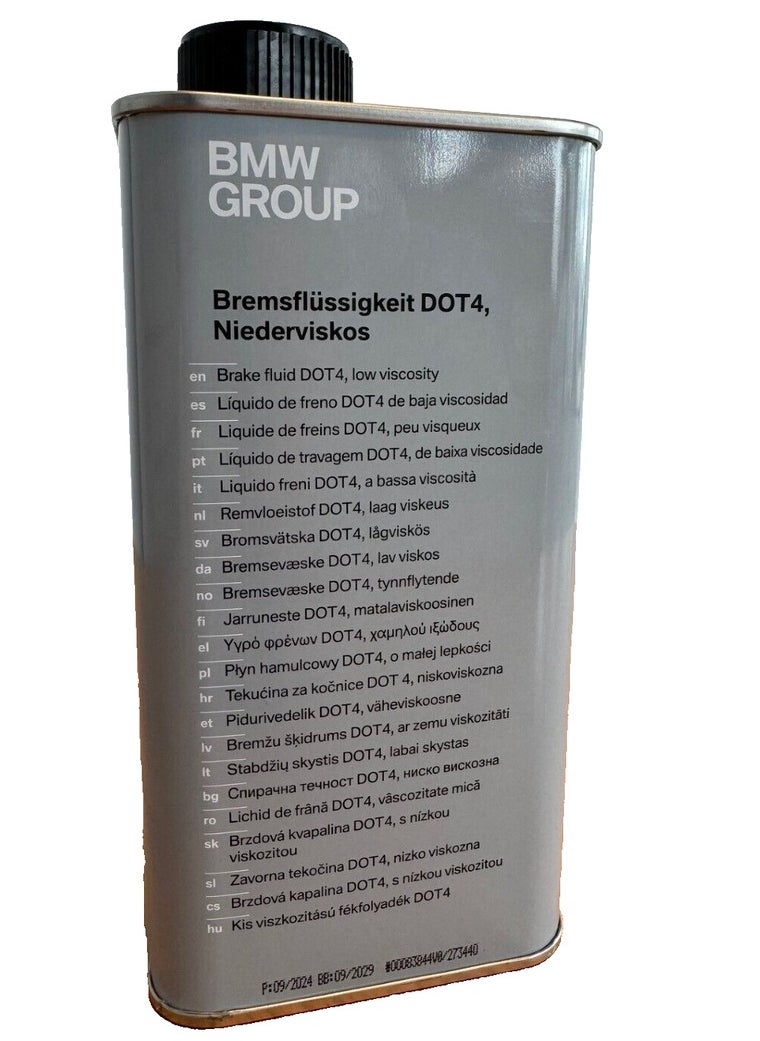 BMW
GROUP
Bremsflüssigkeit DOT4,
Niederviskos
en Brake fluid DOT4, low viscosity
es Líquido de freno DOT4 de baja viscosidad
fr Liquide de freins DOT4, peu visqueux
pt Líquido de travagem DOT4, de baixa viscosidade
it Liquido freni DOT4, a bassa viscosità
nl Remvloeistof DOT4, laag viskeus
sv Bromsvätska DOT4, lågviskös
da Bremsevæske DOT4, lav viskos
no Bremsevæske DOT4, tynnflytende
fi Jarruneste DOT4, matalaviskoosinen
el Υγρό φρένων DOT4, χαμηλού ιξώδους
pl Płyn hamulcowy DOT4, o małej lepkości
hr Tekućina za kočnice DOT 4, niskoviskozna
et Pidurivedelik DOT4, väheviskoosne
lv Bremžu šķidrums DOT4, ar zemu viskozitāti
lt Stabdžių skystis DOT4, labai skystas
bg Спирачна течност DOT4, ниско вискозна
ro Lichid de frână DOT4, vâscozitate mică
sk Brzdová kvapalina DOT4, s nízkou
viskozitou
sl Zavorna tekočina DOT4, nizko viskozna
cs Brzdová kapalina DOT4, s nízkou viskozitou
hu Kis viszkozitású fékfolyadék DOT4
P:09/2024 BB:09/2029 #00083844V0/273440